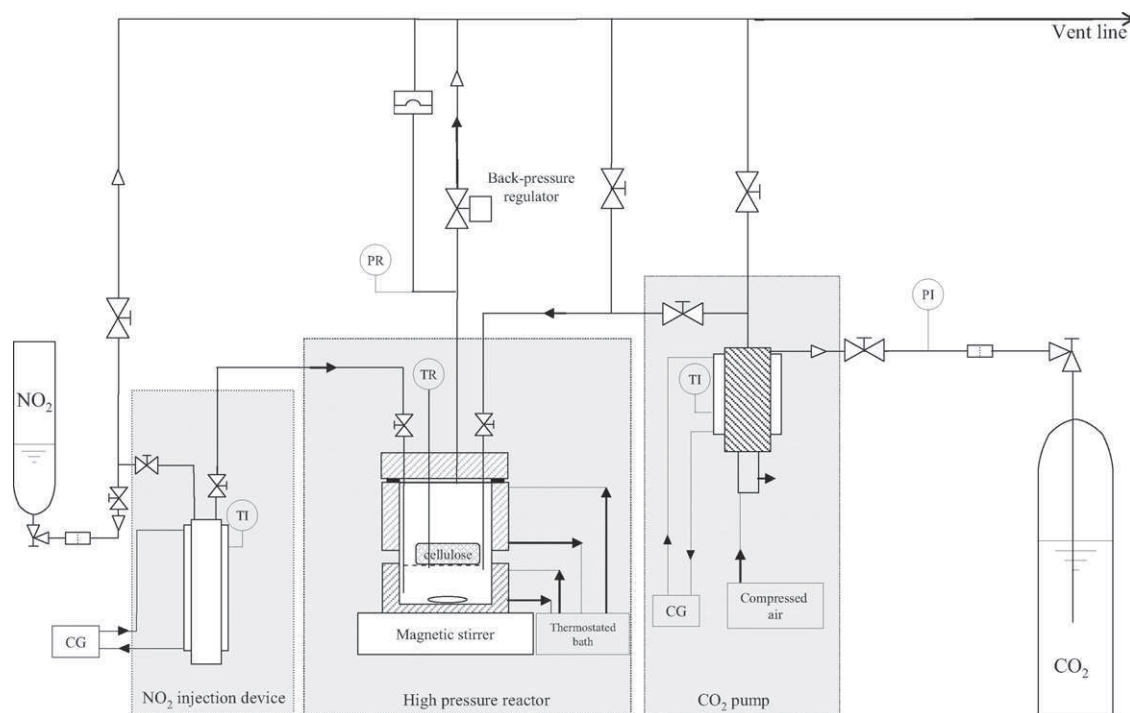 Vent line
Back-pressure
regulator
PR
PI
TR
TI
NO₂
TI
cellulose
CG
CG
Compressed
air
Magnetic stirrer
Thermostated
bath
CO₂
NO₂ injection device
High pressure reactor
CO₂ pump